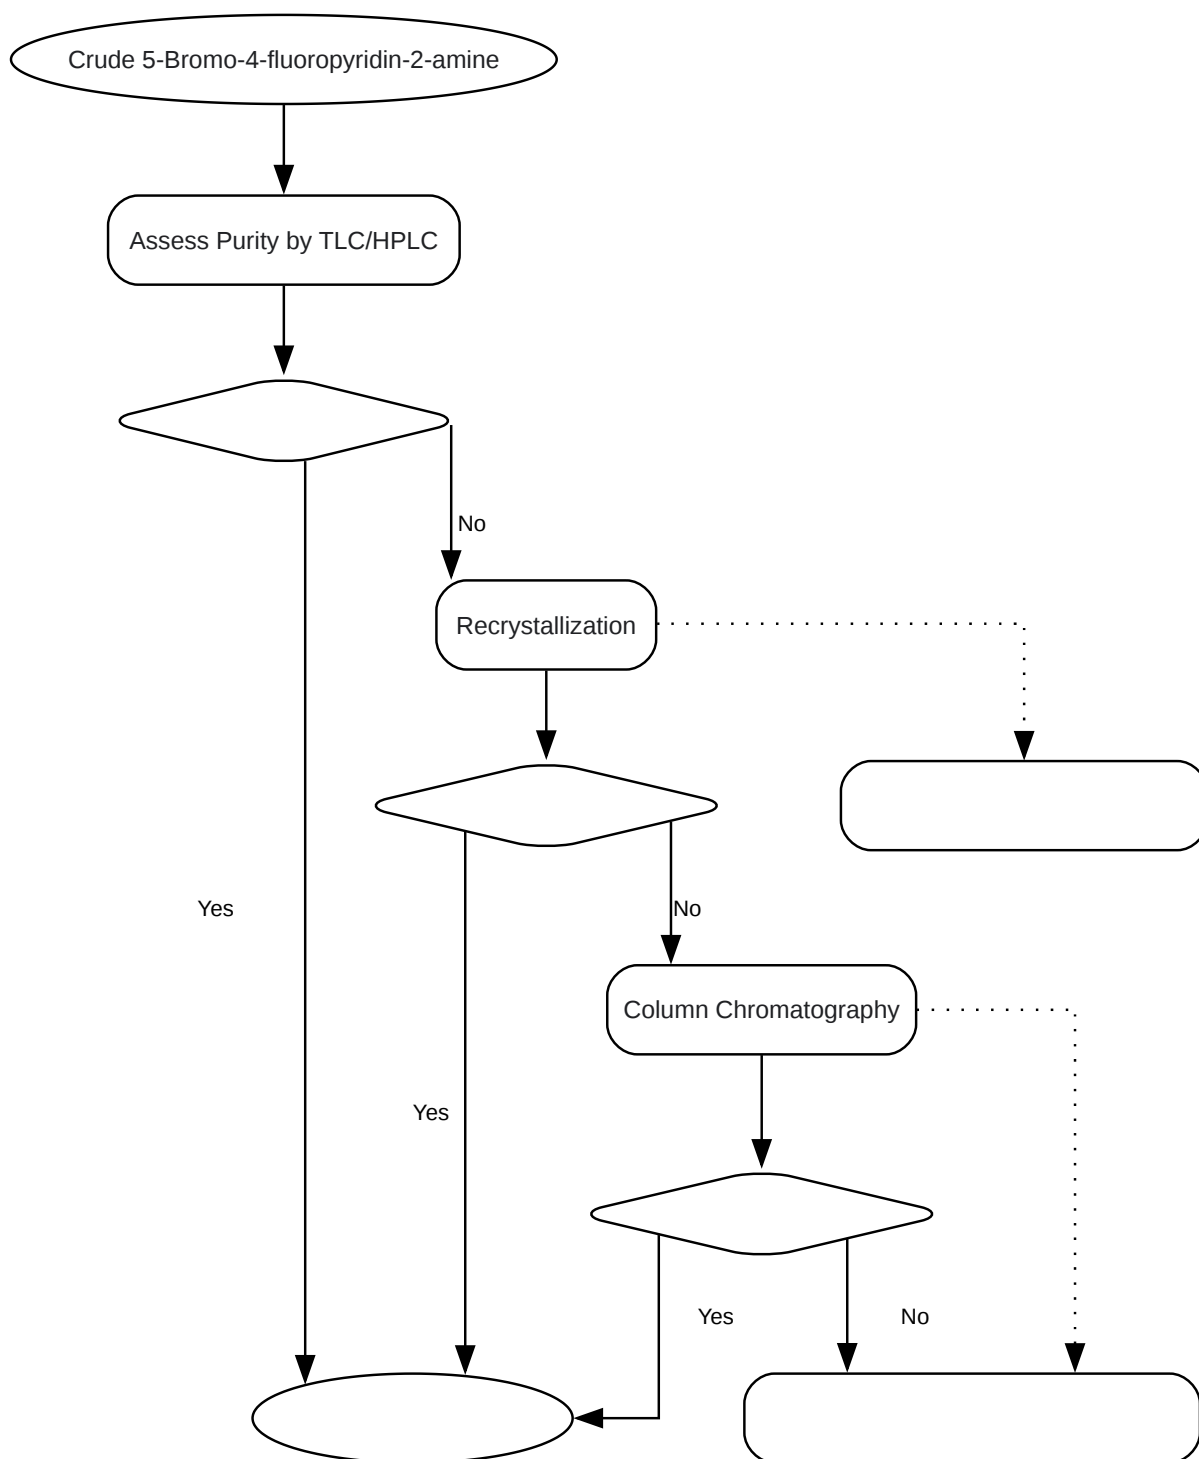 Crude 5-Bromo-4-fluoropyridin-2-amine
Assess Purity by TLC/HPLC
No
Recrystallization
Yes
No
Column Chromatography
Yes
Yes
No